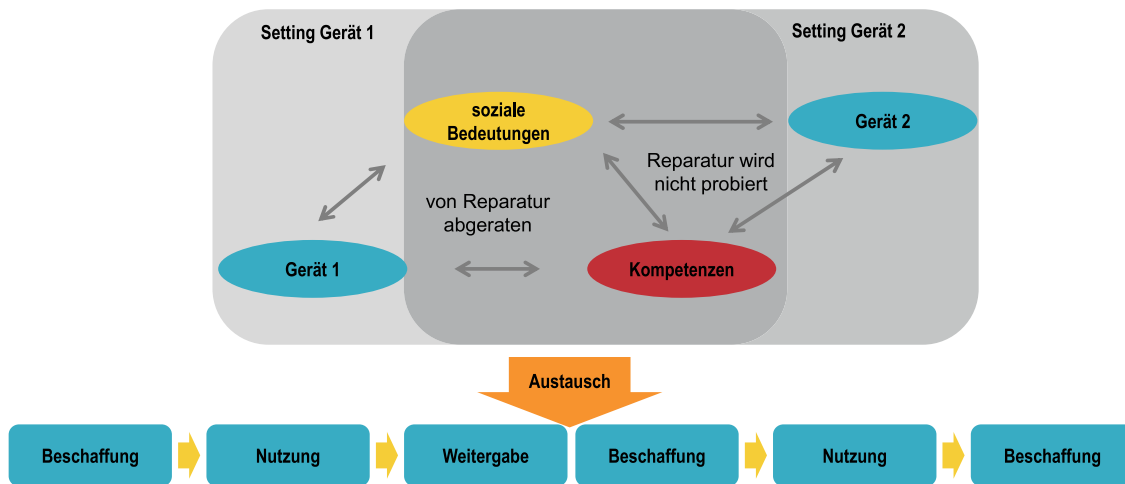 Setting Gerät 1
Setting Gerät 2
soziale
Bedeutungen
Gerät 2
Reparatur wird
nicht probiert
von Reparatur
abgeraten
Gerät 1
Kompetenzen
Austausch
Beschaffung
Nutzung
Weitergabe
Beschaffung
Nutzung
Beschaffung